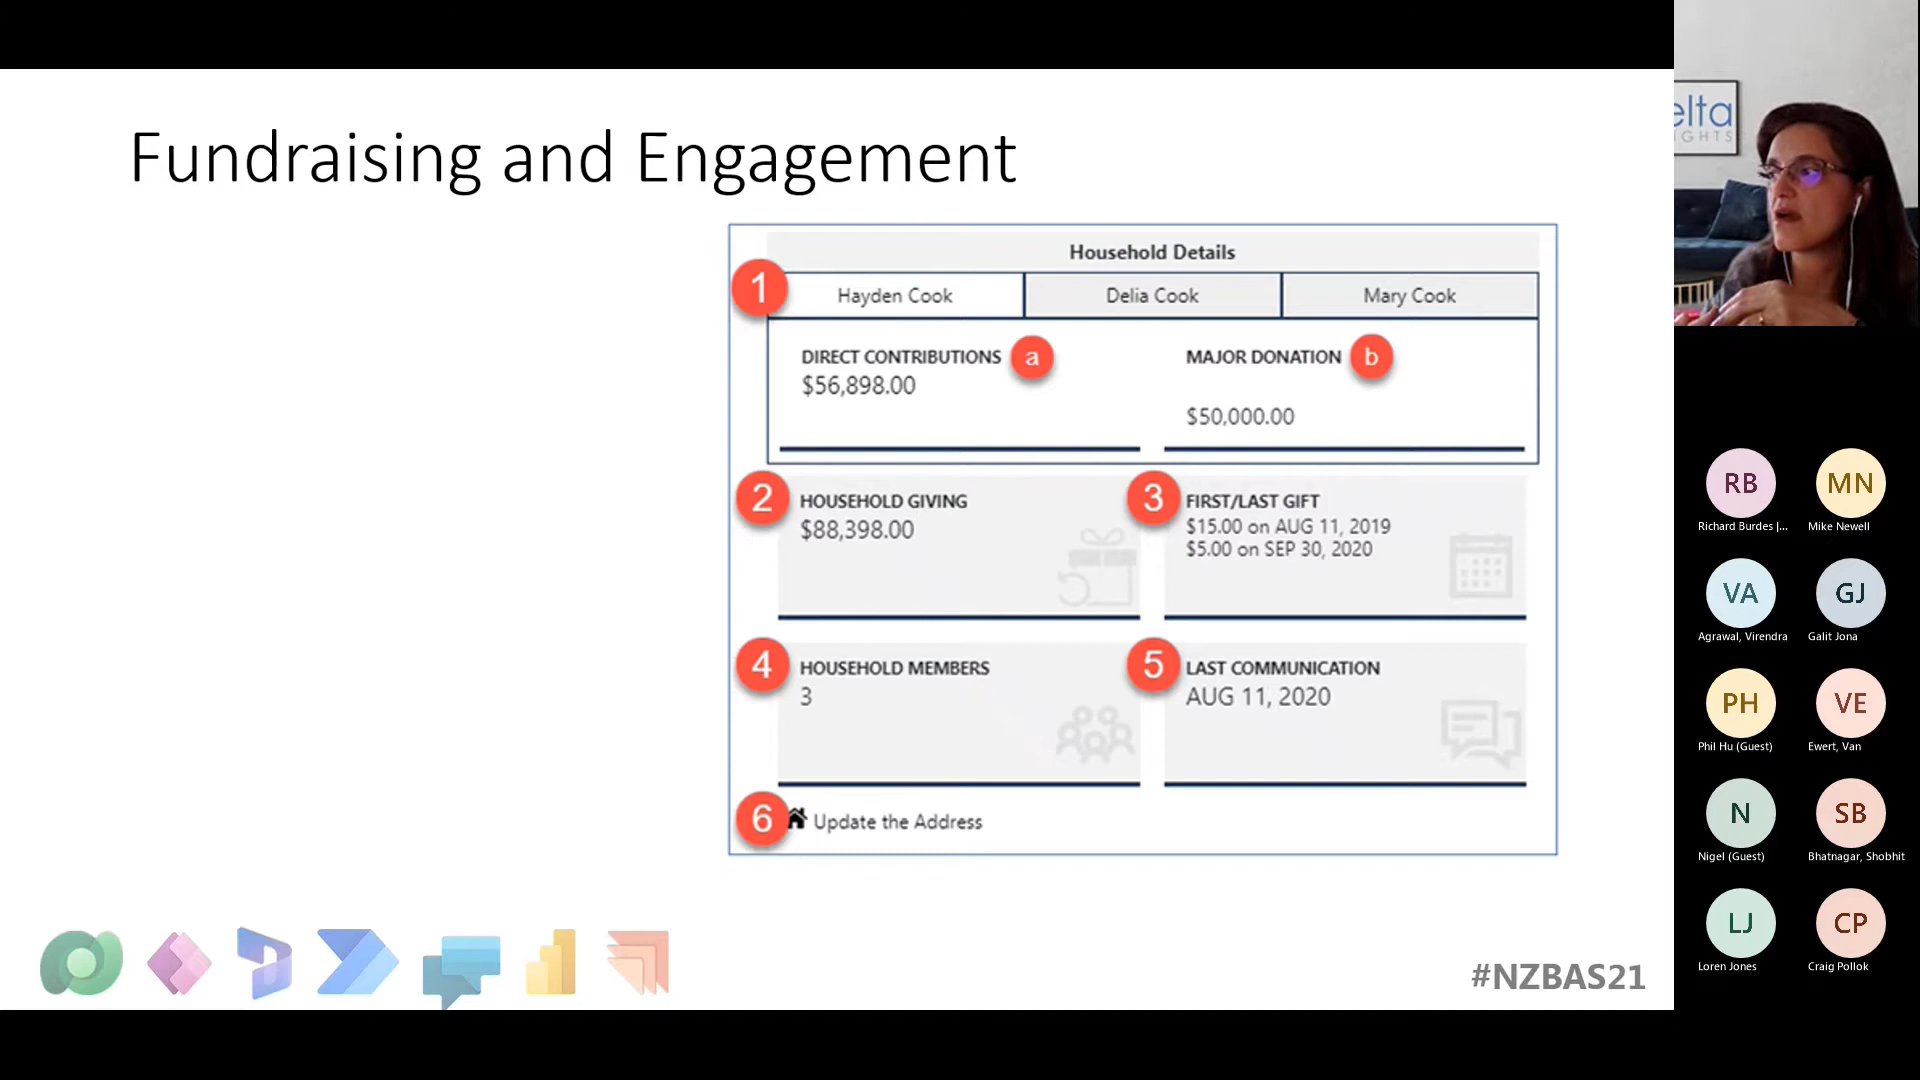 Fundraising and Engagement
Household Details
1
Hayden Cook
Delia Cook
Mary Cook
DIRECT CONTRIBUTIONS
a
$56,898.00
MAJOR DONATION
b
$50,000.00
2
HOUSEHOLD GIVING
$88,398.00
3
FIRST/LAST GIFT
$15.00 on AUG 11, 2019
$5.00 on SEP 30, 2020
4
HOUSEHOLD MEMBERS
3
5
LAST COMMUNICATION
AUG 11, 2020
6
Update the Address
#NZBAS21
elta
IGHTS
RB
Richard Burdes |...
MN
Mike Newell
VA
Agrawal, Virendra
GJ
Galit Jona
PH
Phil Hu (Guest)
VE
Ewert, Van
N
Nigel (Guest)
SB
Bhatnagar, Shobhit
LJ
Loren Jones
CP
Craig Pollok